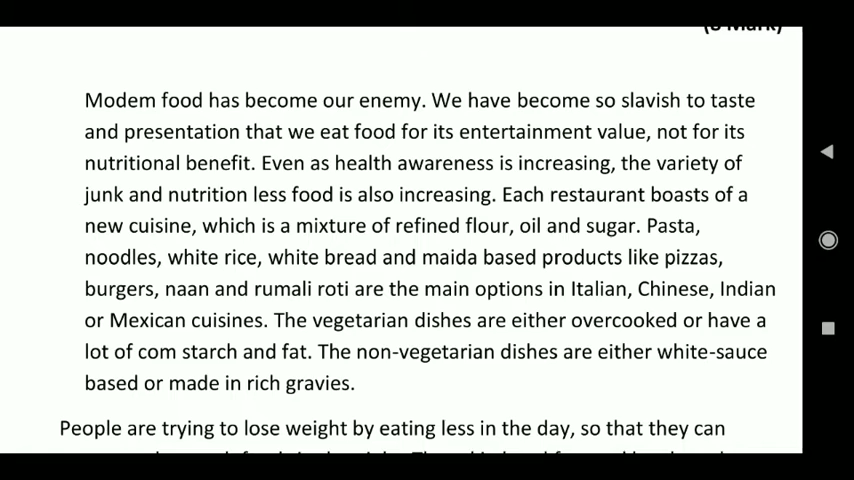 Modem food has become our enemy. We have become so slavish to taste
and presentation that we eat food for its entertainment value, not for its
nutritional benefit. Even as health awareness is increasing, the variety of
junk and nutrition less food is also increasing. Each restaurant boasts of a
new cuisine, which is a mixture of refined flour, oil and sugar. Pasta,
noodles, white rice, white bread and maida based products like pizzas,
burgers, naan and rumali roti are the main options in Italian, Chinese, Indian
or Mexican cuisines. The vegetarian dishes are either overcooked or have a
lot of com starch and fat. The non-vegetarian dishes are either white-sauce
based or made in rich gravies.
People are trying to lose weight by eating less in the day, so that they can